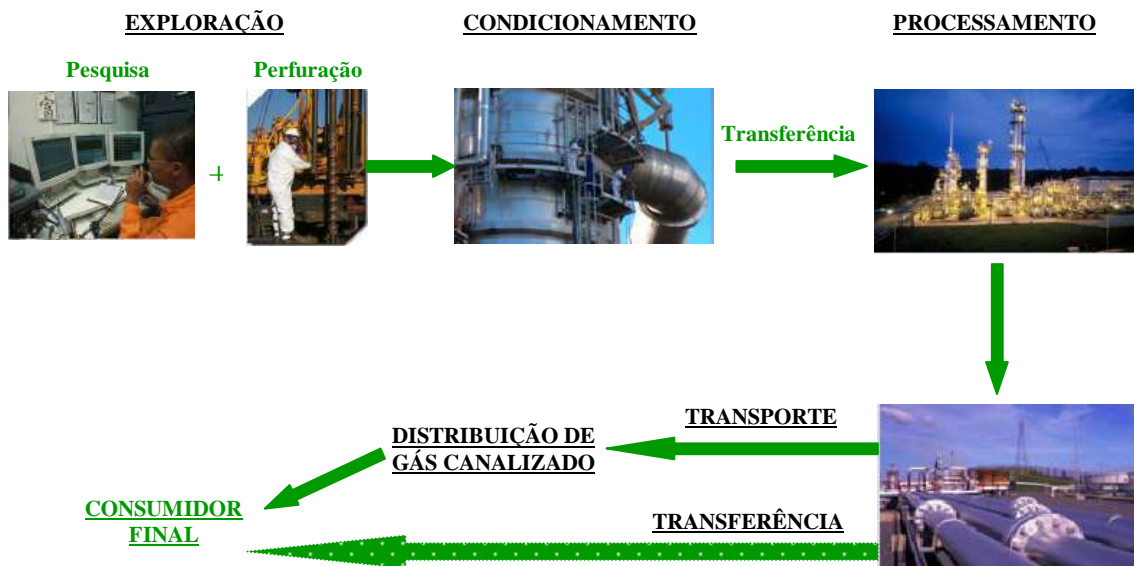 EXPLORAÇÃO
CONDICIONAMENTO
PROCESSAMENTO
Pesquisa
Perfuração
+
Transferência
TRANSPORTE
DISTRIBUIÇÃO DE
GÁS CANALIZADO
CONSUMIDOR
FINAL
TRANSFERÊNCIA